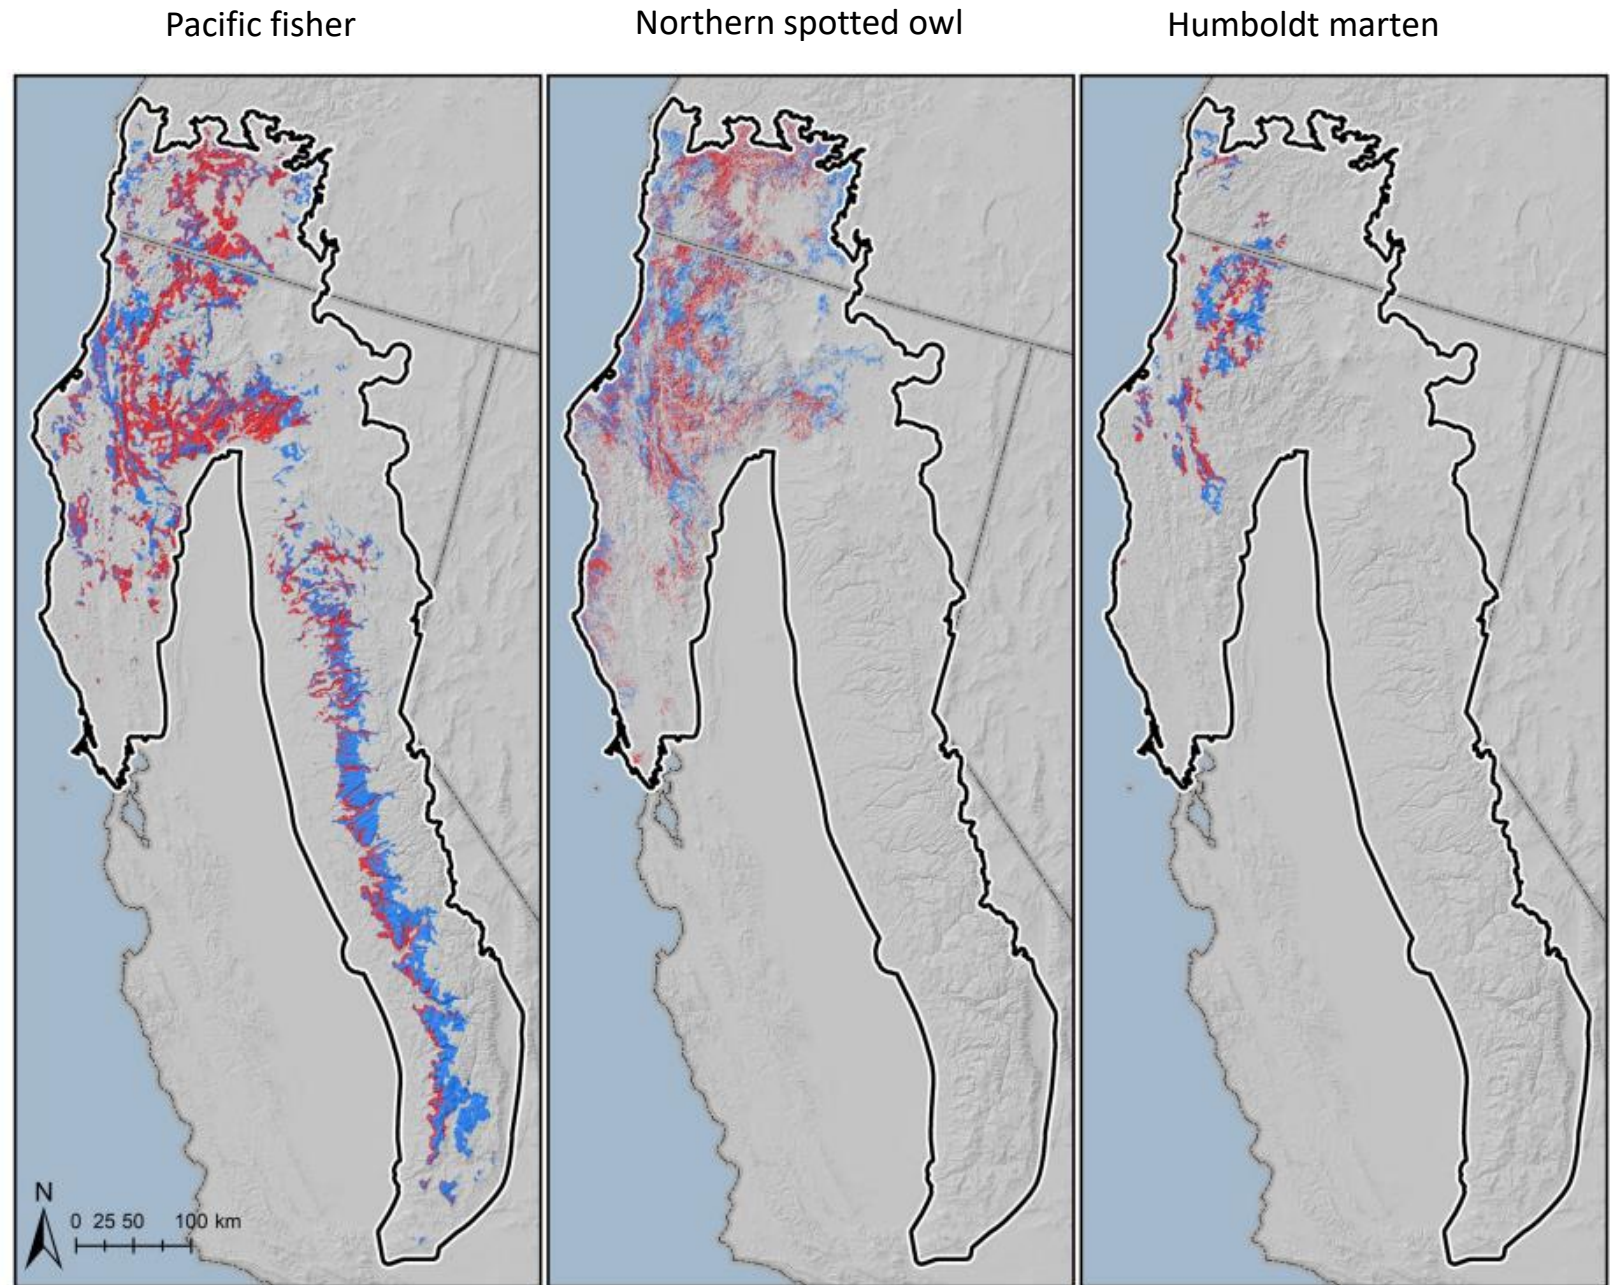 Pacific fisher
Northern spotted owl
Humboldt marten
N
0 25 50 100 km